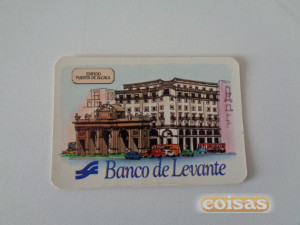 EDIFICIO
PUERTA DE ALCALA
Banco de Levante
coisas